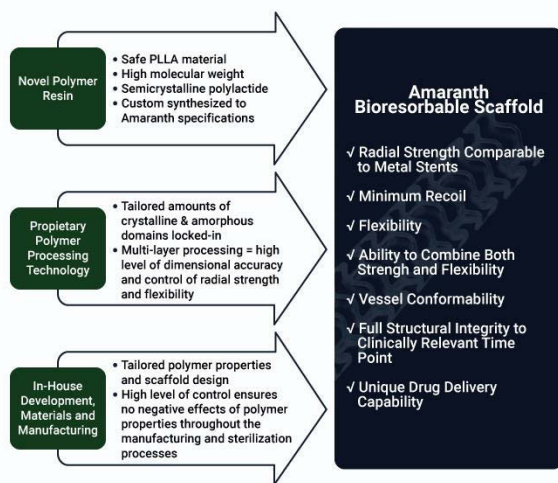 Novel Polymer
Resin
• Safe PLLA material
• High molecular weight
• Semicrystalline polylactide
• Custom synthesized to
Amaranth specifications
Propietary
Polymer
Processing
Technology
• Tailored amounts of
crystalline & amorphous
domains locked-in
• Multi-layer processing = high
level of dimensional accuracy
and control of radial strength
and flexibility
In-House
Development,
Materials and
Manufacturing
• Tailored polymer properties
and scaffold design
• High level of control ensures
no negative effects of polymer
properties throughout the
manufacturing and sterilization
processes
Amaranth
Bioresorbable Scaffold
√ Radial Strength Comparable
to Metal Stents
√ Minimum Recoil
√ Flexibility
√ Ability to Combine Both
Strengh and Flexibility
√ Vessel Conformability
√ Full Structural Integrity to
Clinically Relevant Time
Point
√ Unique Drug Delivery
Capability